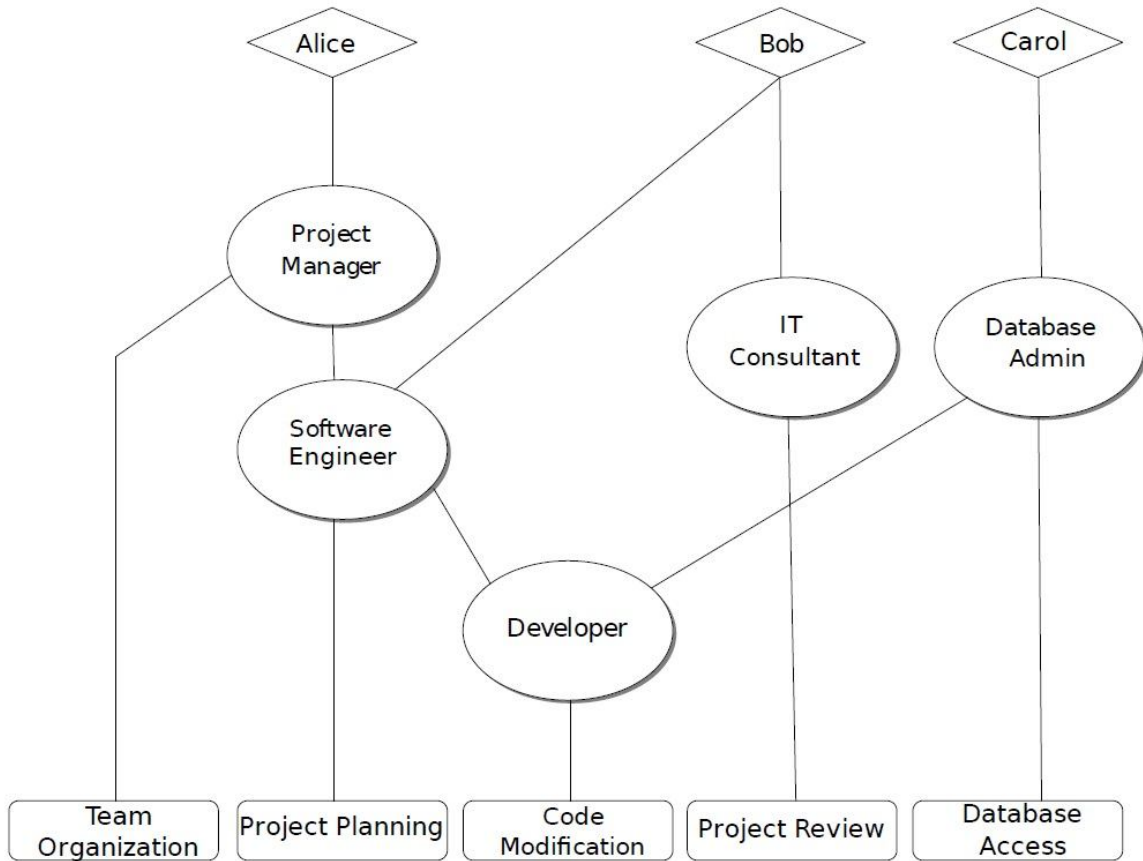 Alice
Bob
Carol
Project
Manager
IT
Consultant
Database
Admin
Software
Engineer
Developer
Team
Organization
Project Planning
Code
Modification
Project Review
Database
Access